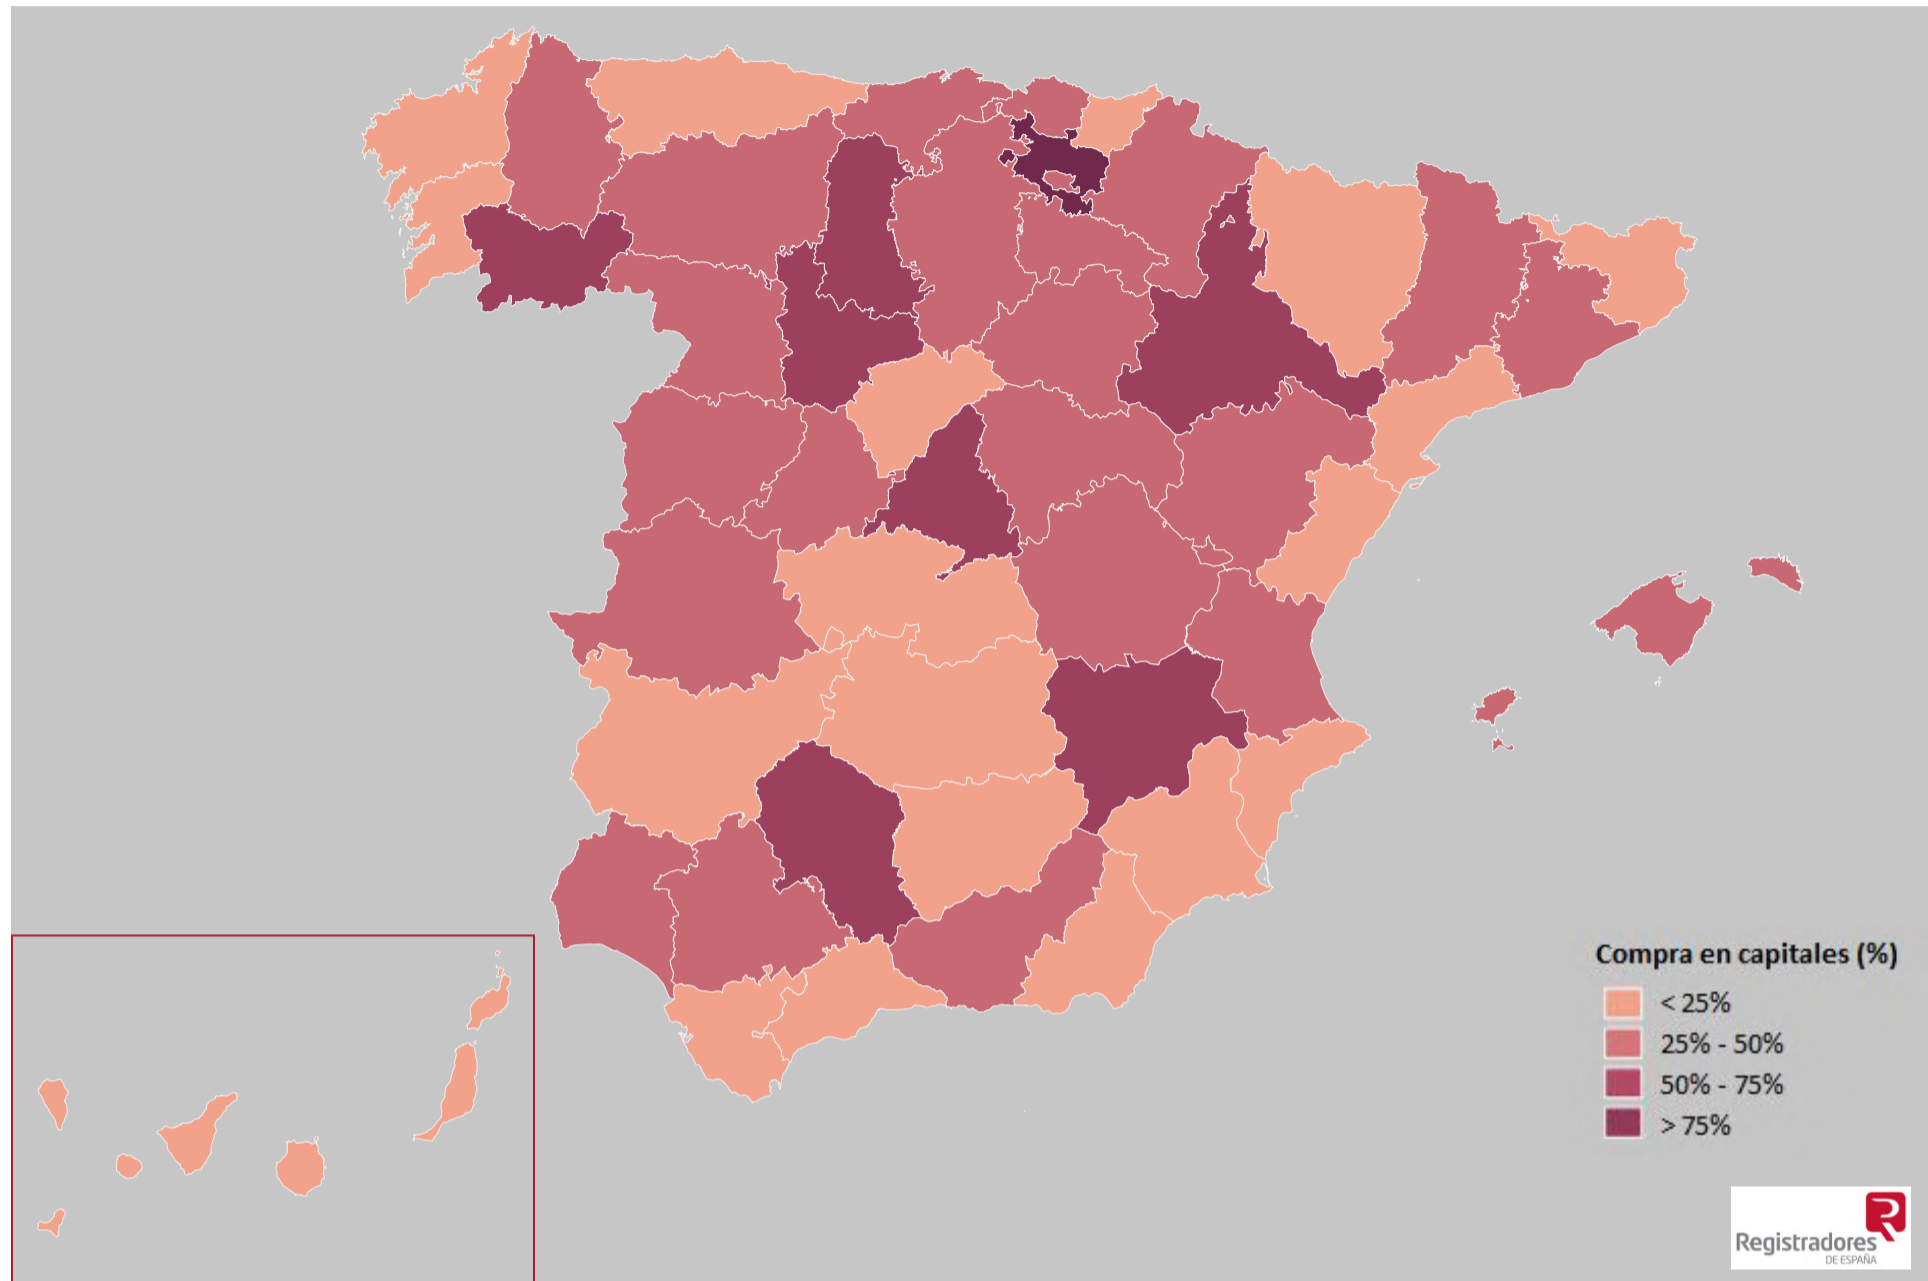 Compra en capitales (%)
< 25%
25% - 50%
50% - 75%
> 75%
Registradores
DE ESPAÑA